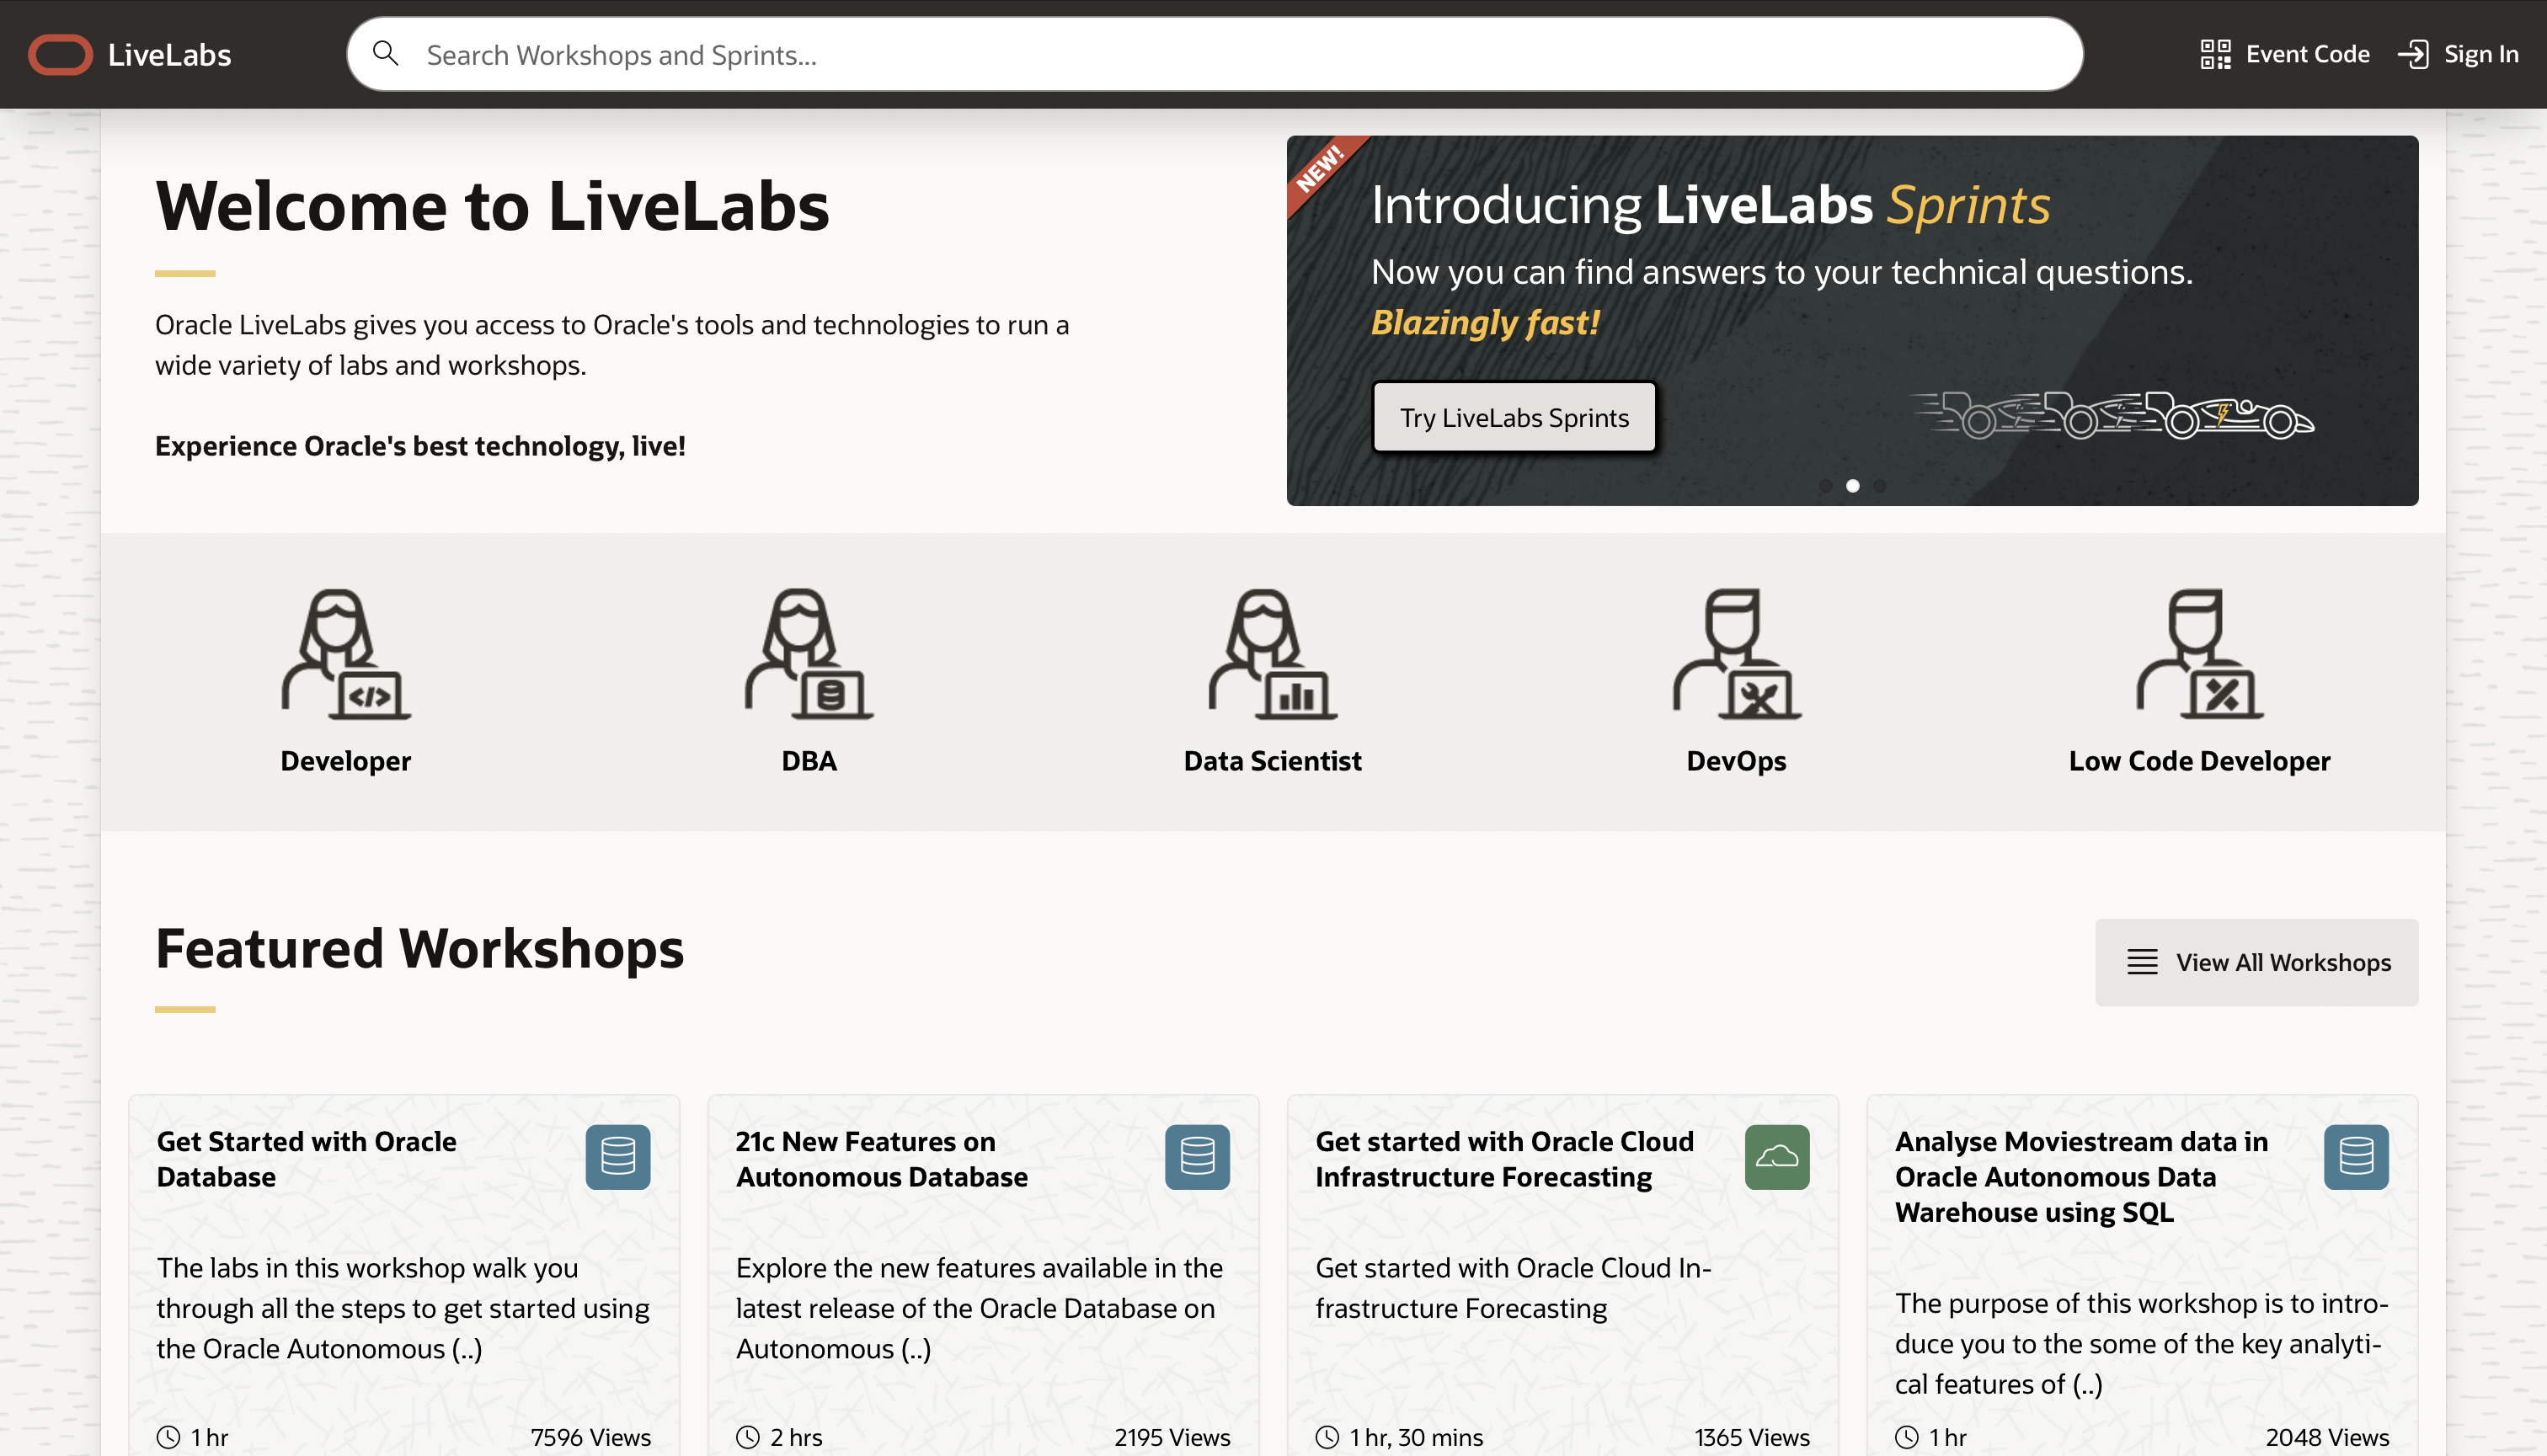 LiveLabs
Search Workshops and Sprints...
Event Code
Sign In
Welcome to LiveLabs
Oracle LiveLabs gives you access to Oracle's tools and technologies to run a
wide variety of labs and workshops.
Experience Oracle's best technology, live!
NEW!
Introducing LiveLabs Sprints
Now you can find answers to your technical questions.
Blazingly fast!
Try LiveLabs Sprints
Developer
DBA
Data Scientist
DevOps
Low Code Developer
Featured Workshops
View All Workshops
Get Started with Oracle
Database
The labs in this workshop walk you
through all the steps to get started using
the Oracle Autonomous (..)
1 hr
7596 Views
21c New Features on
Autonomous Database
Explore the new features available in the
latest release of the Oracle Database on
Autonomous (..)
2 hrs
2195 Views
Get started with Oracle Cloud
Infrastructure Forecasting
Get started with Oracle Cloud In-
frastructure Forecasting
1 hr, 30 mins
1365 Views
Analyse Moviestream data in
Oracle Autonomous Data
Warehouse using SQL
The purpose of this workshop is to intro-
duce you to the some of the key analyti-
cal features of (..)
1 hr
2048 Views